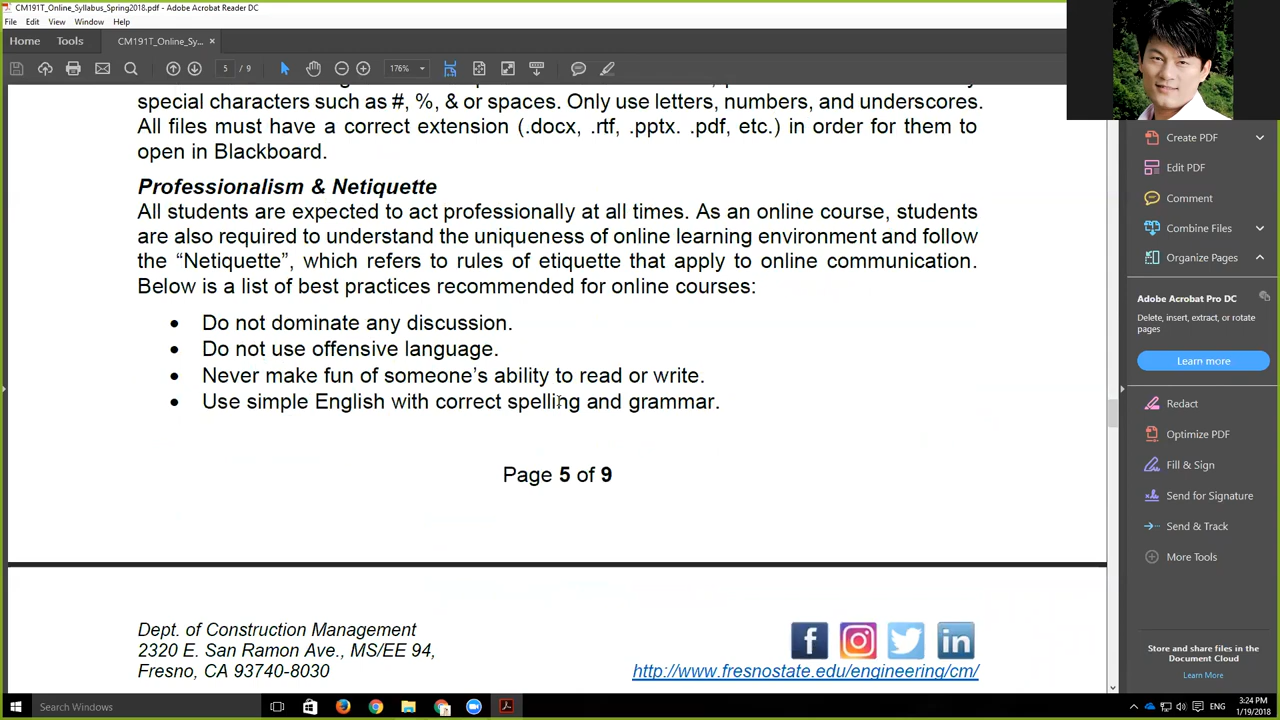 CM191T_Online_Syllabus_Spring2018.pdf - Adobe Acrobat Reader DC
File Edit View Window Help
Home Tools CM191T_Online_Sy... ×
5 / 9 176%
special characters such as #, %, & or spaces. Only use letters, numbers, and underscores.
All files must have a correct extension (.docx, .rtf, .pptx. .pdf, etc.) in order for them to
open in Blackboard.
Professionalism & Netiquette
All students are expected to act professionally at all times. As an online course, students
are also required to understand the uniqueness of online learning environment and follow
the “Netiquette”, which refers to rules of etiquette that apply to online communication.
Below is a list of best practices recommended for online courses:
• Do not dominate any discussion.
• Do not use offensive language.
• Never make fun of someone’s ability to read or write.
• Use simple English with correct spelling and grammar.
Page 5 of 9
Dept. of Construction Management
2320 E. San Ramon Ave., MS/EE 94,
Fresno, CA 93740-8030
http://www.fresnostate.edu/engineering/cm/
Create PDF
Edit PDF
Comment
Combine Files
Organize Pages
Adobe Acrobat Pro DC
Delete, insert, extract, or rotate
pages
Learn more
Redact
Optimize PDF
Fill & Sign
Send for Signature
Send & Track
More Tools
Store and share files in the
Document Cloud
Learn More
Search Windows
ENG
3:24 PM
1/19/2018